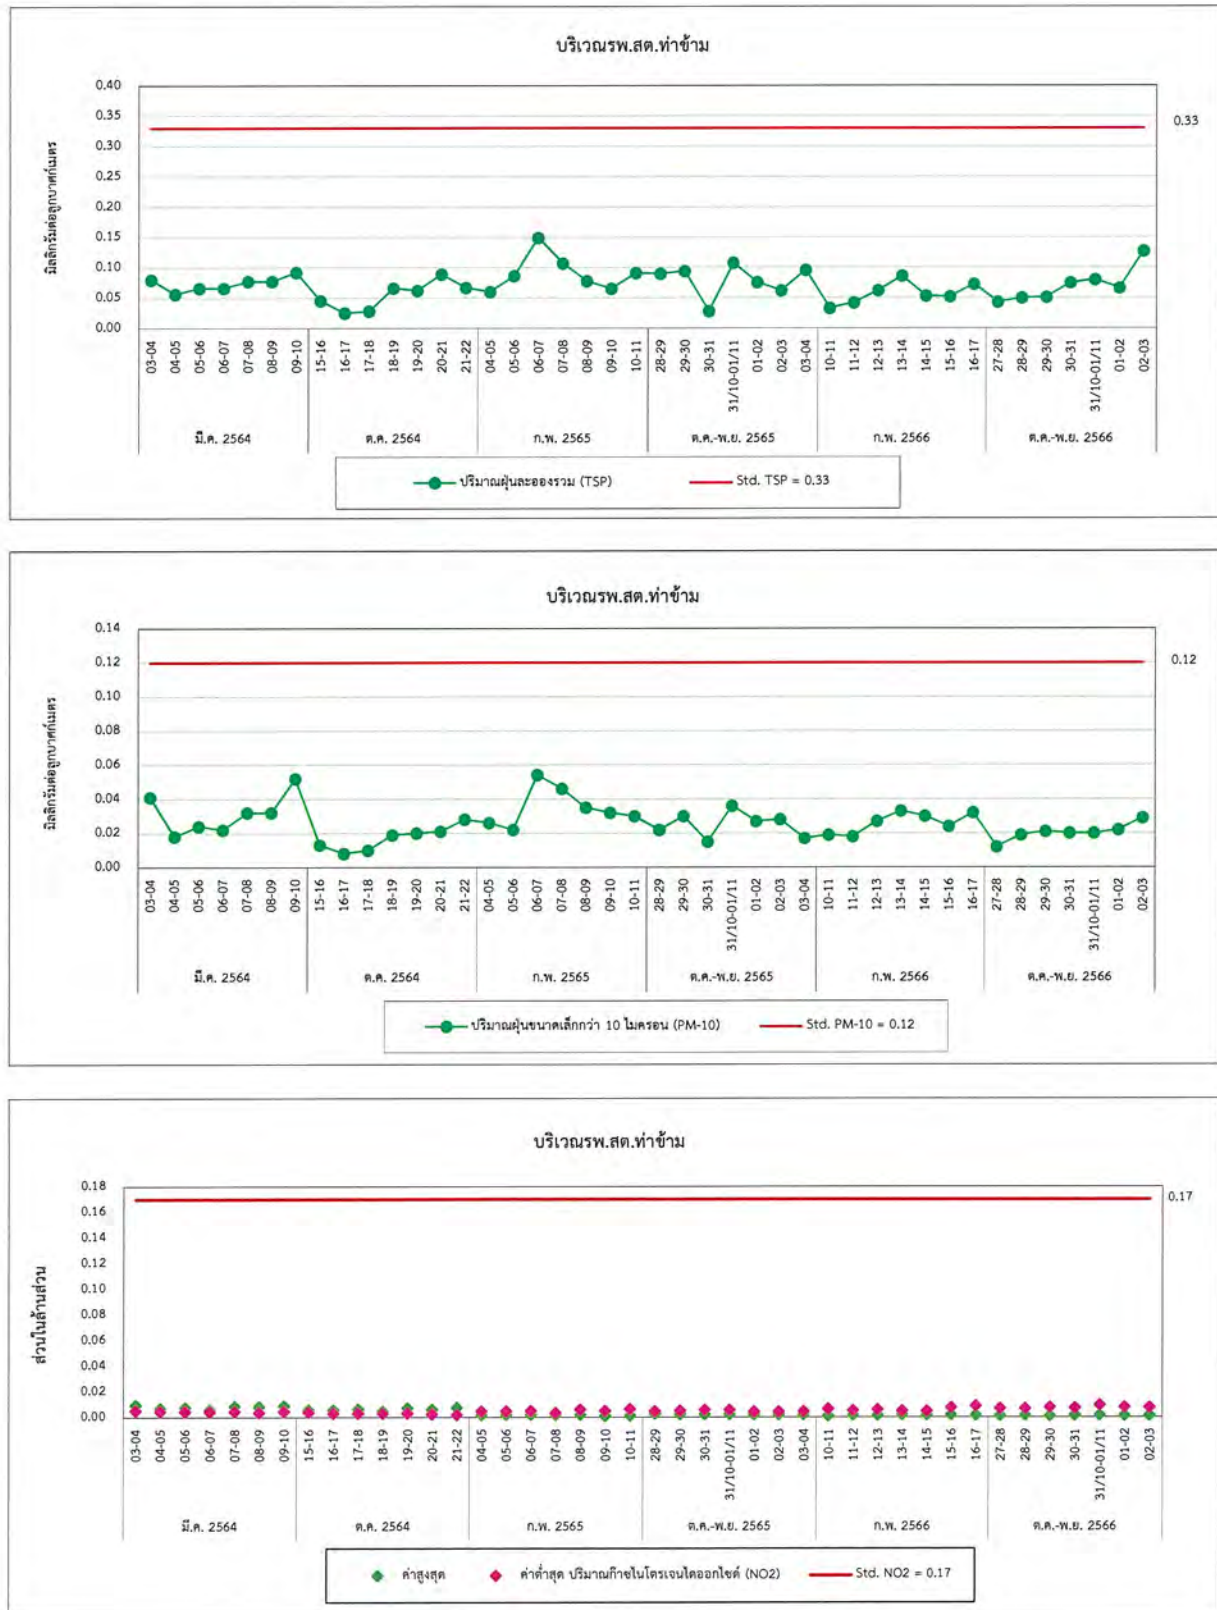 บริเวณรพ.สต.ท่าข้าม
มิลลิกรัมต่อลูกบาศก์เมตร
0.40
0.35
0.30
0.25
0.20
0.15
0.10
0.05
0.00
0.33
03-04 04-05 05-06 06-07 07-08 08-09 09-10 15-16 16-17 17-18 18-19 19-20 20-21 21-22 04-05 05-06 06-07 07-08 08-09 09-10 10-11 28-29 29-30 30-31 31/10-01/11 01-02 02-03 03-04 10-11 11-12 12-13 13-14 14-15 15-16 16-17 27-28 28-29 29-30 30-31 31/10-01/11 01-02 02-03
มี.ค. 2564 ต.ค. 2564 ก.พ. 2565 ต.ค.-พ.ย. 2565 ก.พ. 2566 ต.ค.-พ.ย. 2566
ปริมาณฝุ่นละอองรวม (TSP) Std. TSP = 0.33
บริเวณรพ.สต.ท่าข้าม
มิลลิกรัมต่อลูกบาศก์เมตร
0.14
0.12
0.10
0.08
0.06
0.04
0.02
0.00
0.12
03-04 04-05 05-06 06-07 07-08 08-09 09-10 15-16 16-17 17-18 18-19 19-20 20-21 21-22 04-05 05-06 06-07 07-08 08-09 09-10 10-11 28-29 29-30 30-31 31/10-01/11 01-02 02-03 03-04 10-11 11-12 12-13 13-14 14-15 15-16 16-17 27-28 28-29 29-30 30-31 31/10-01/11 01-02 02-03
มี.ค. 2564 ต.ค. 2564 ก.พ. 2565 ต.ค.-พ.ย. 2565 ก.พ. 2566 ต.ค.-พ.ย. 2566
ปริมาณฝุ่นขนาดเล็กกว่า 10 ไมครอน (PM-10) Std. PM-10 = 0.12
บริเวณรพ.สต.ท่าข้าม
ส่วนในล้านส่วน
0.18
0.16
0.14
0.12
0.10
0.08
0.06
0.04
0.02
0.00
0.17
03-04 04-05 05-06 06-07 07-08 08-09 09-10 15-16 16-17 17-18 18-19 19-20 20-21 21-22 04-05 05-06 06-07 07-08 08-09 09-10 10-11 28-29 29-30 30-31 31/10-01/11 01-02 02-03 03-04 10-11 11-12 12-13 13-14 14-15 15-16 16-17 27-28 28-29 29-30 30-31 31/10-01/11 01-02 02-03
มี.ค. 2564 ต.ค. 2564 ก.พ. 2565 ต.ค.-พ.ย. 2565 ก.พ. 2566 ต.ค.-พ.ย. 2566
ค่าสูงสุด ค่าต่ำสุด ปริมาณก๊าซไนโตรเจนไดออกไซด์ (NO2) Std. NO2 = 0.17